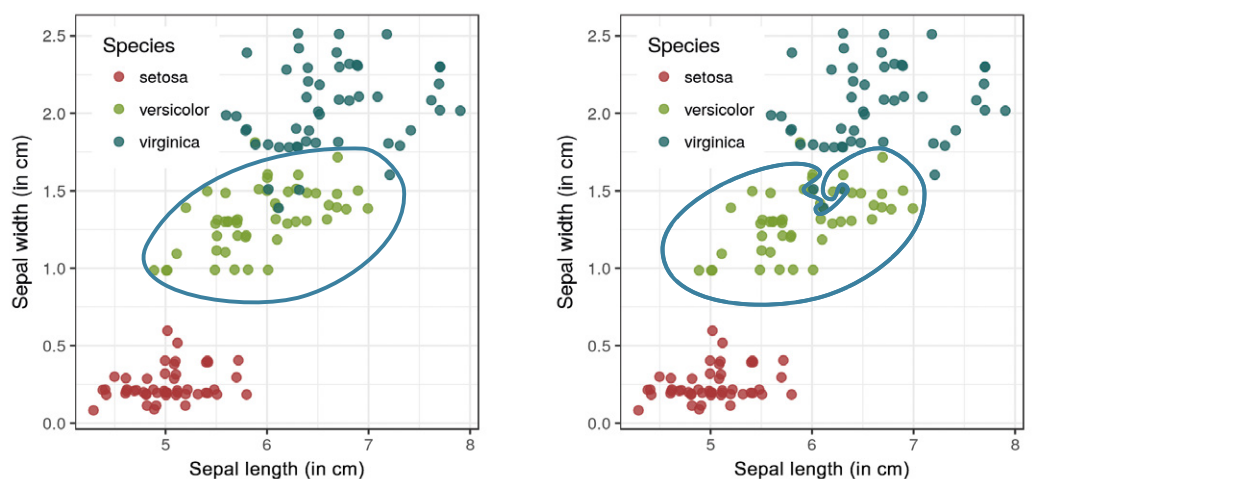 Species
setosa
versicolor
virginica
2.5
2.0
1.5
1.0
0.5
0.0
5
6
7
8
Sepal width (in cm)
Sepal length (in cm)
Species
setosa
versicolor
virginica
2.5
2.0
1.5
1.0
0.5
0.0
5
6
7
8
Sepal width (in cm)
Sepal length (in cm)